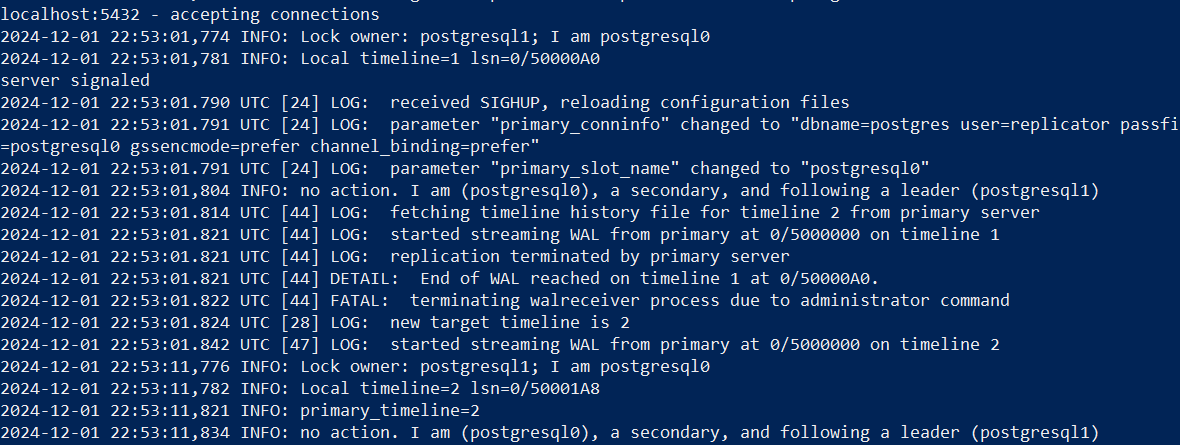 localhost:5432 - accepting connections
2024-12-01 22:53:01,774 INFO: Lock owner: postgresql1; I am postgresql0
2024-12-01 22:53:01,781 INFO: Local timeline=1 lsn=0/50000A0
server signaled
2024-12-01 22:53:01.790 UTC [24] LOG:  received SIGHUP, reloading configuration files
2024-12-01 22:53:01.791 UTC [24] LOG:  parameter "primary_conninfo" changed to "dbname=postgres user=replicator passfi
=postgresql0 gssencmode=prefer channel_binding=prefer"
2024-12-01 22:53:01.791 UTC [24] LOG:  parameter "primary_slot_name" changed to "postgresql0"
2024-12-01 22:53:01,804 INFO: no action. I am (postgresql0), a secondary, and following a leader (postgresql1)
2024-12-01 22:53:01.814 UTC [44] LOG:  fetching timeline history file for timeline 2 from primary server
2024-12-01 22:53:01.821 UTC [44] LOG:  started streaming WAL from primary at 0/5000000 on timeline 1
2024-12-01 22:53:01.821 UTC [44] LOG:  replication terminated by primary server
2024-12-01 22:53:01.821 UTC [44] DETAIL:  End of WAL reached on timeline 1 at 0/50000A0.
2024-12-01 22:53:01.822 UTC [44] FATAL:  terminating walreceiver process due to administrator command
2024-12-01 22:53:01.824 UTC [28] LOG:  new target timeline is 2
2024-12-01 22:53:01.842 UTC [47] LOG:  started streaming WAL from primary at 0/5000000 on timeline 2
2024-12-01 22:53:11,776 INFO: Lock owner: postgresql1; I am postgresql0
2024-12-01 22:53:11,782 INFO: Local timeline=2 lsn=0/50001A8
2024-12-01 22:53:11,821 INFO: primary_timeline=2
2024-12-01 22:53:11,834 INFO: no action. I am (postgresql0), a secondary, and following a leader (postgresql1)